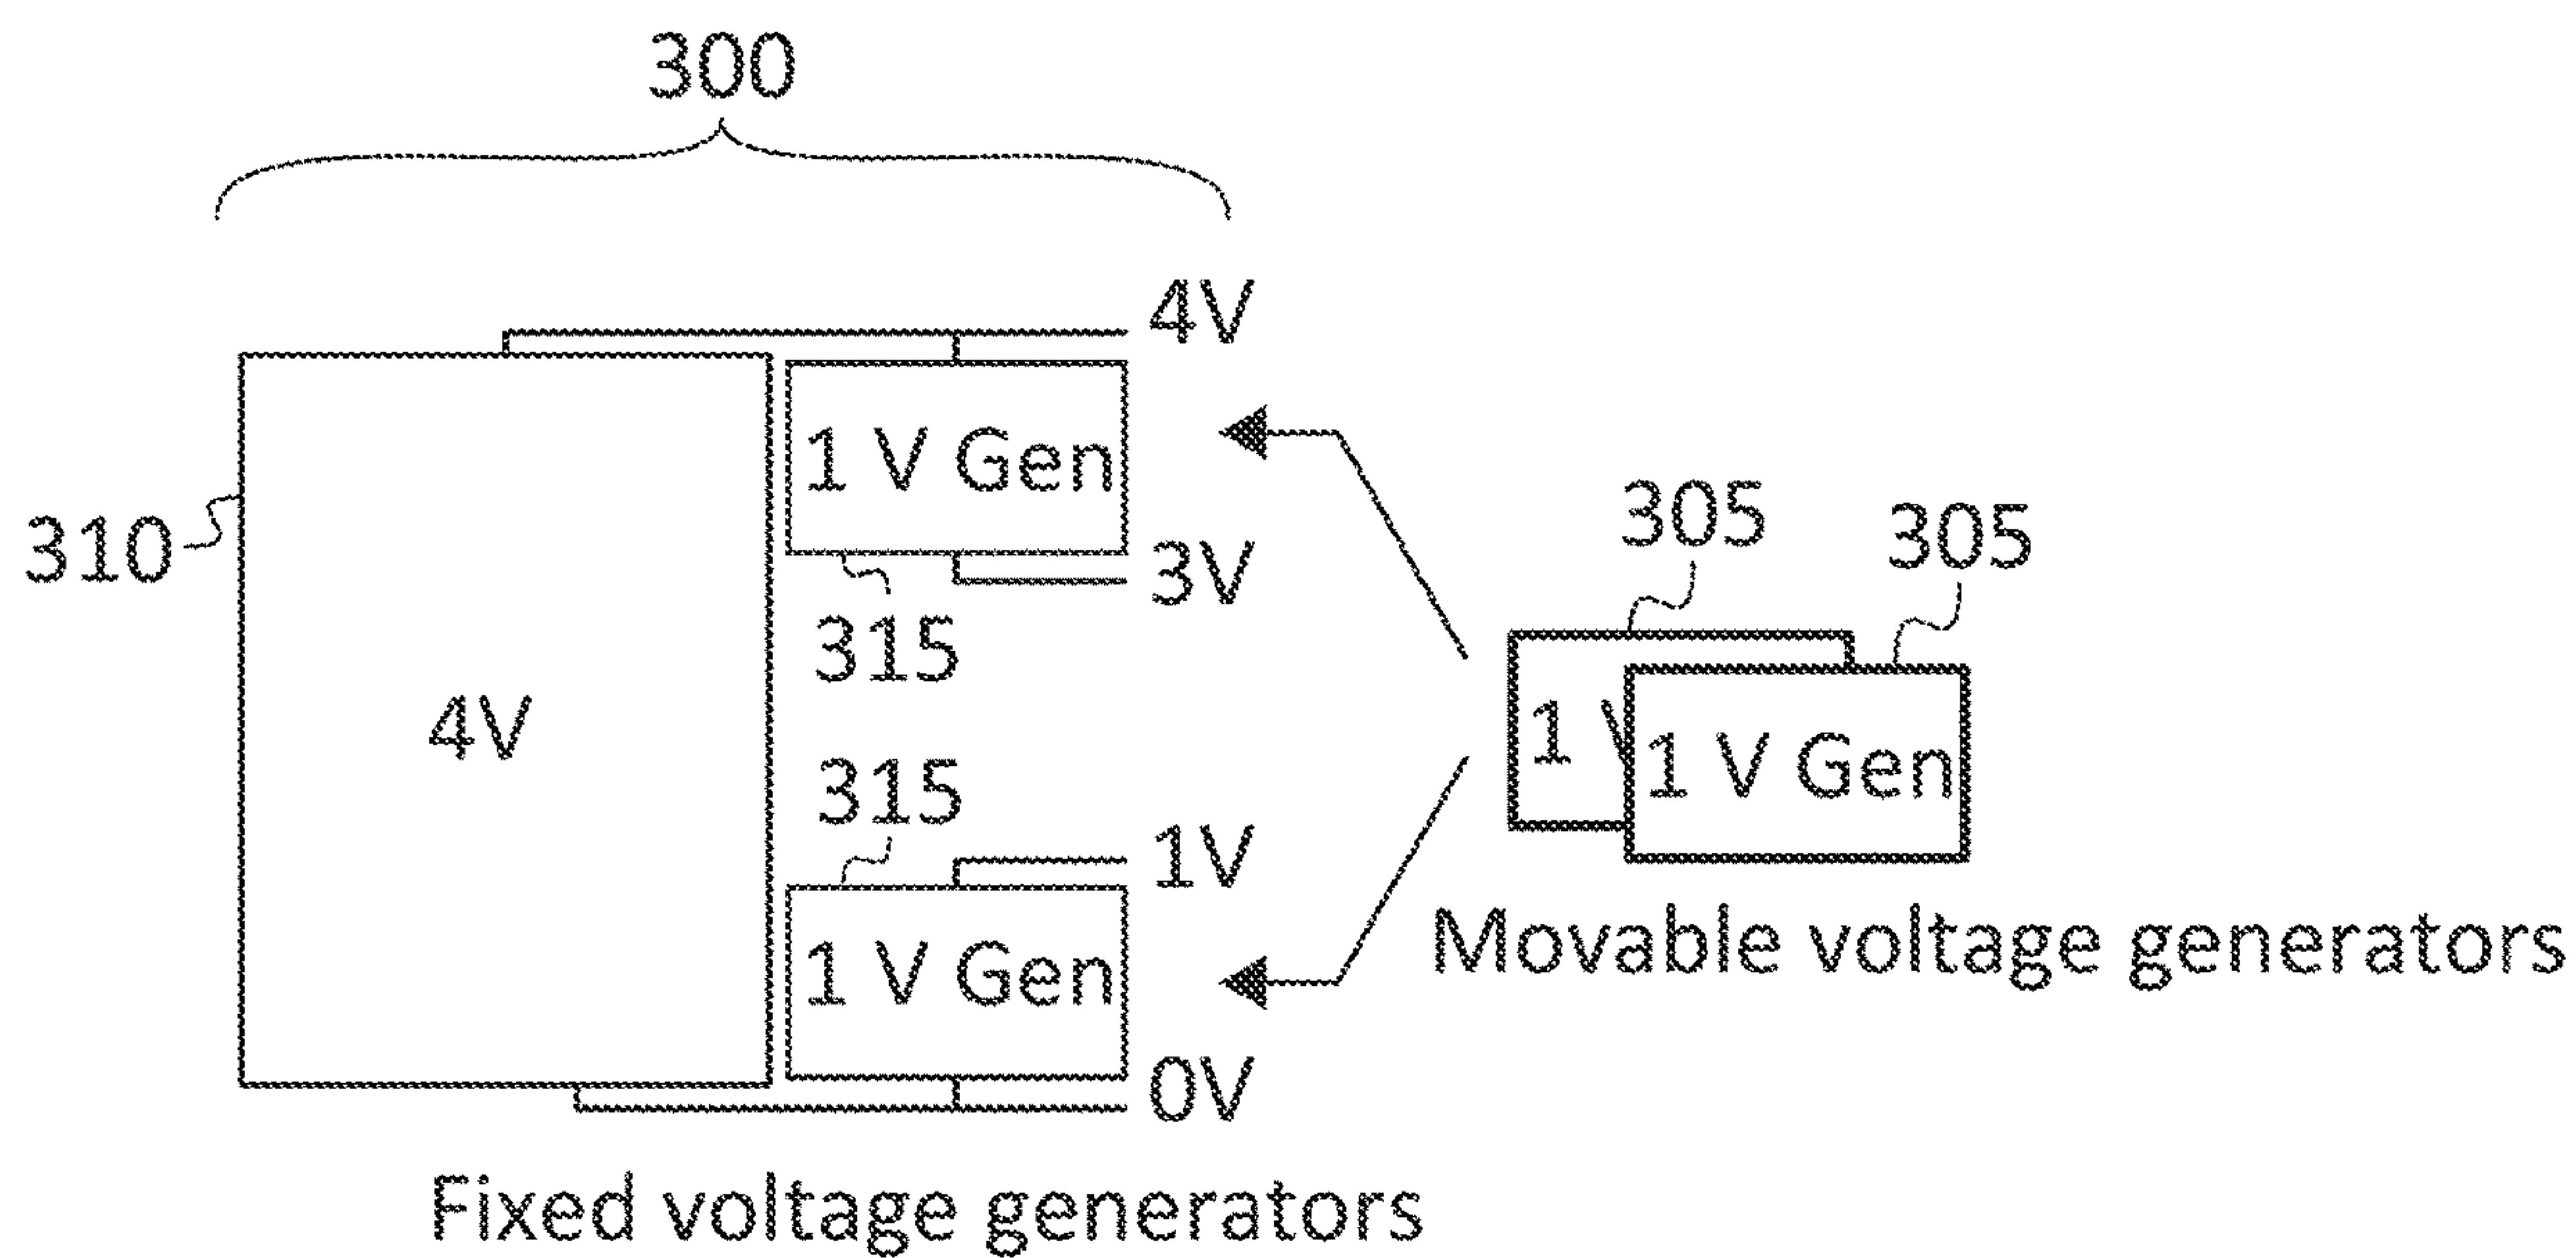 300
4V
1 V Gen
310
3V
315
305
305
4V
1 V
1 V Gen
315
1V
1 V Gen
Movable voltage generators
0V
Fixed voltage generators